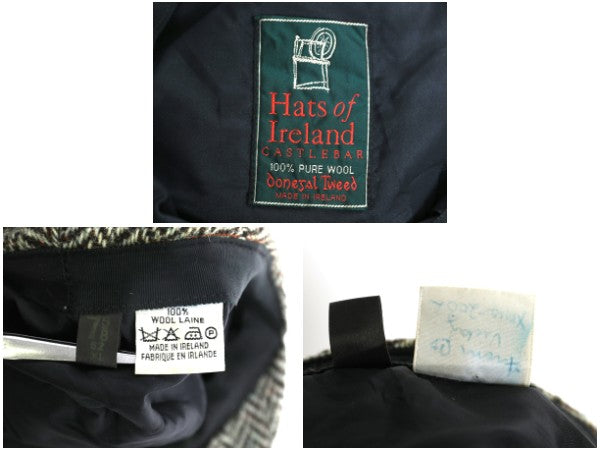 Hats of
Ireland
CASTLEBAR
100% PURE WOOL
Donegal Tweed
MADE IN IRELAND
100%
WOOL LAINE
P
MADE IN IRELAND
FABRIQUE EN IRLANDE